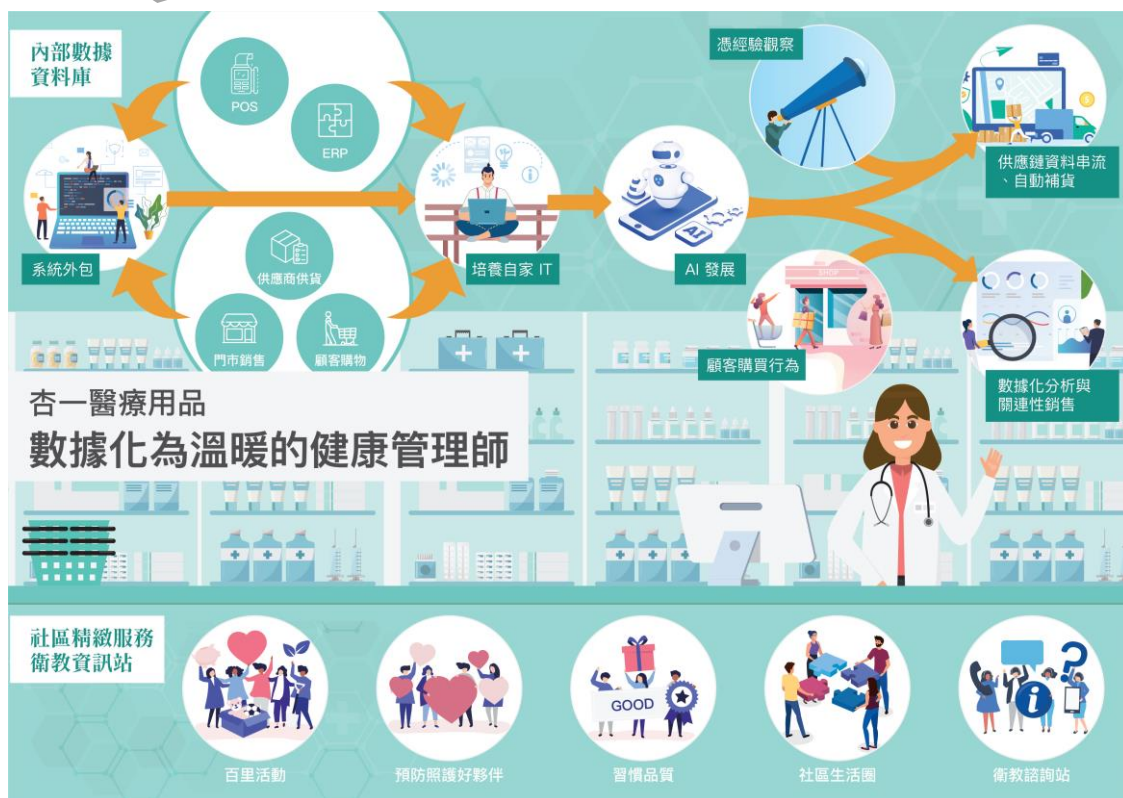 內部數據
資料庫
POS
ERP
系統外包
供應商供貨
門市銷售
顧客購物
培養自家 IT
AI
AI 發展
憑經驗觀察
供應鏈資料串流
、自動補貨
SHOP
顧客購買行為
數據化分析與
關連性銷售
杏一醫療用品
數據化為溫暖的健康管理師
社區精緻服務
衛教資訊站
GOOD
百里活動
預防照護好夥伴
習慣品質
社區生活圈
衛教諮詢站